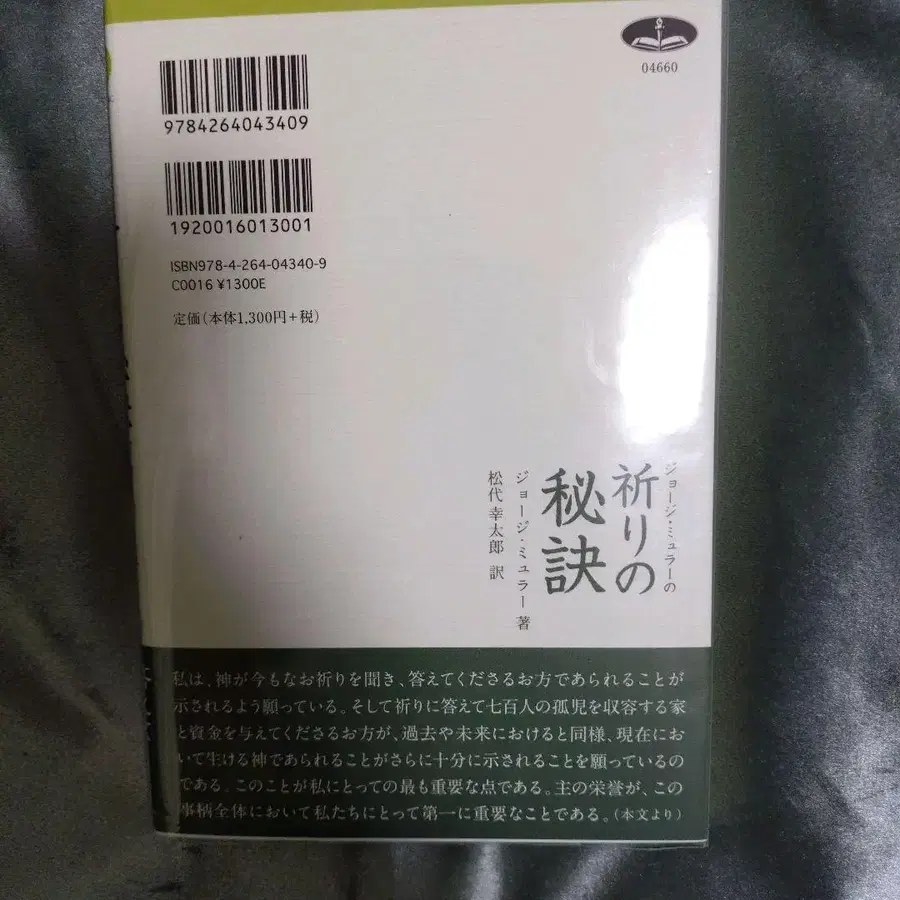 9784264043409
1920016013001
ISBN978-4-264-04340-9
C0016 ¥1300E
定価(本体1,300円+税)
04660
ジョージ・ミュラーの
祈りの
秘訣
ジョージ・ミュラー 著
松代幸太郎 訳
私は、神が今もなお祈りを聞き、答えてくださるお方であられることが
示されるよう願っている。そして祈りに答えて七百人の孤児を収容する家
と資金を与えてくださるお方が、過去や未来におけると同様、現在にお
いて生ける神であられることがさらに十分に示されることを願っているの
である。このことが私にとっての最も重要な点である。主の栄誉が、この
事柄全体において私たちにとって第一に重要なことである。(本文より)